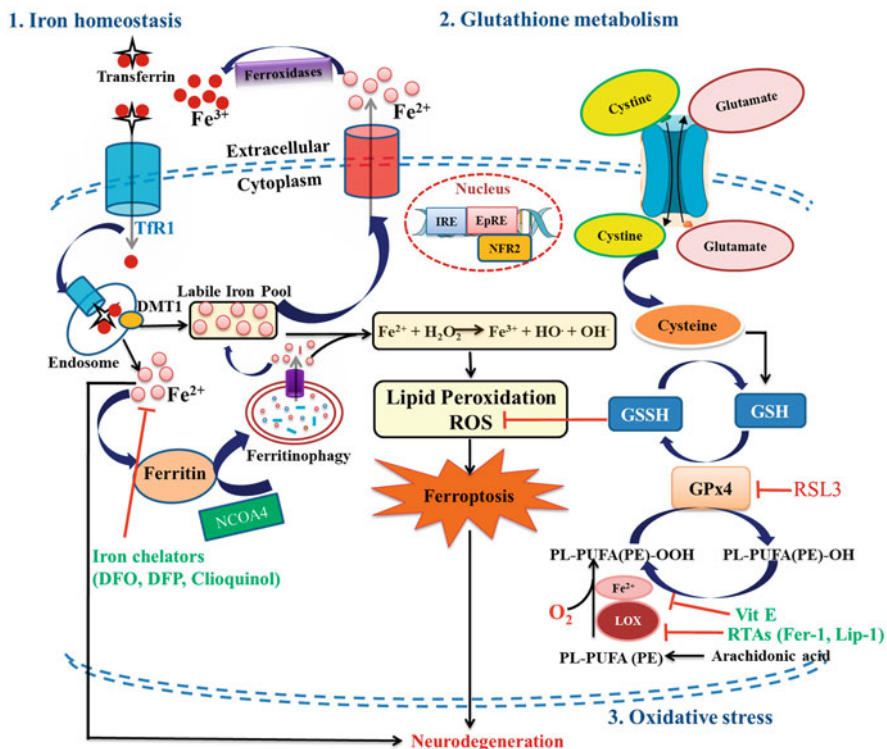 1. Iron homeostasis
2. Glutathione metabolism
Transferrin
Ferroxidases
Fe3+
Fe2+
Cystine
Glutamate
Extracellular
Cytoplasm
Nucleus
IRE
EpRE
NFR2
TfR1
Cystine
Glutamate
DMT1
Labile Iron Pool
Endosome
Fe2+ + H2O2 → Fe3+ + HO· + OH-
Cysteine
Fe2+
Lipid Peroxidation
ROS
GSSH
GSH
Ferritinophagy
Ferritin
NCOA4
Ferroptosis
GPx4
RSL3
Iron chelators
(DFO, DFP, Clioquinol)
PL-PUFA(PE)-OOH
PL-PUFA(PE)-OH
Fe2+
O2
LOX
Vit E
RTAs (Fer-1, Lip-1)
PL-PUFA (PE)
Arachidonic acid
3. Oxidative stress
Neurodegeneration